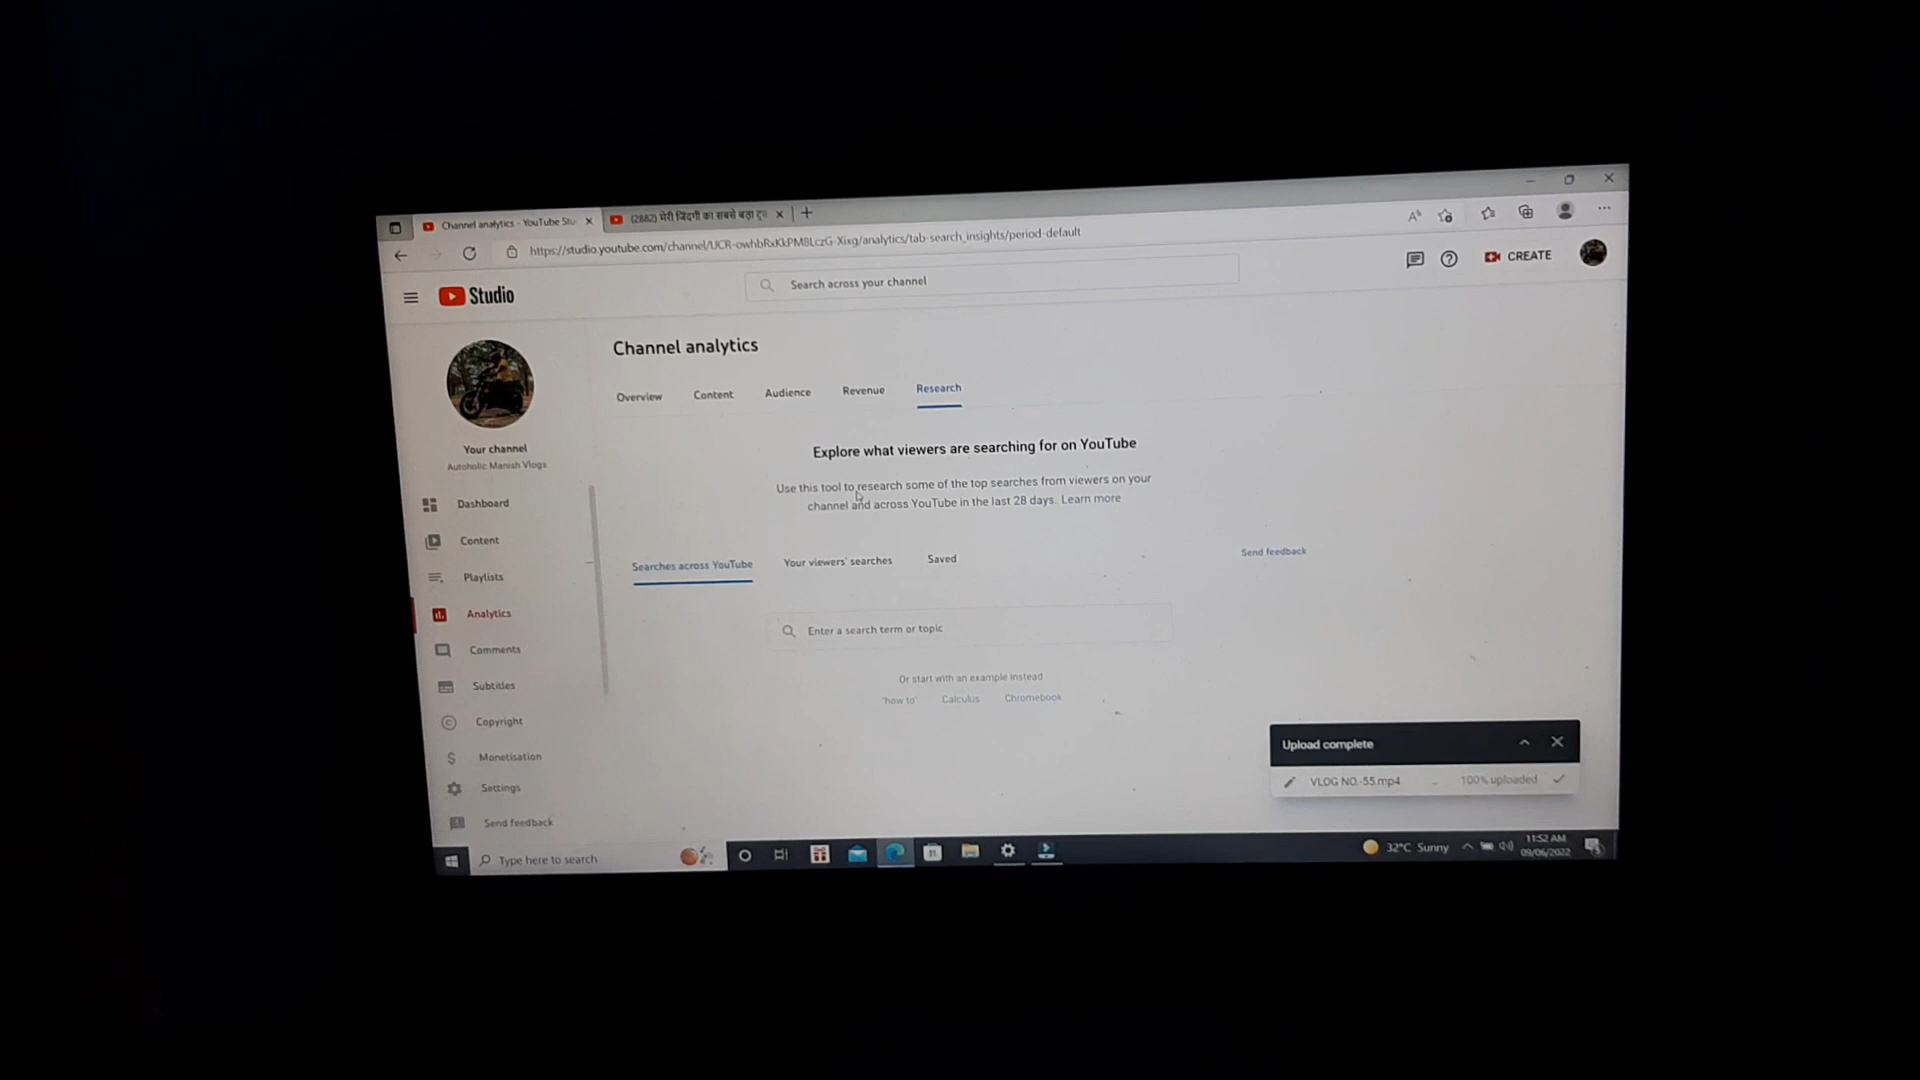 Channel analytics - YouTube Stu
(2882) मेरी जिंदगी का सबसे बड़ा
https://studio.youtube.com/channel/UCR-owhbRxKkPM8LczG-Xixg/analytics/tab-search_insights/period-default
Studio
Search across your channel
CREATE
Channel analytics
Overview
Content
Audience
Revenue
Research
Your channel
Autoholic Manish Vlogs
Explore what viewers are searching for on YouTube
Use this tool to research some of the top searches from viewers on your
channel and across YouTube in the last 28 days. Learn more
Dashboard
Content
Playlists
Analytics
Comments
Subtitles
Copyright
Monetisation
Settings
Send feedback
Searches across YouTube
Your viewers' searches
Saved
Send feedback
Enter a search term or topic
Or start with an example instead
'how to'
Calculus
Chromebook
Upload complete
VLOG NO.-55.mp4
100% uploaded
Type here to search
32°C Sunny
11:52 AM
09/06/2022